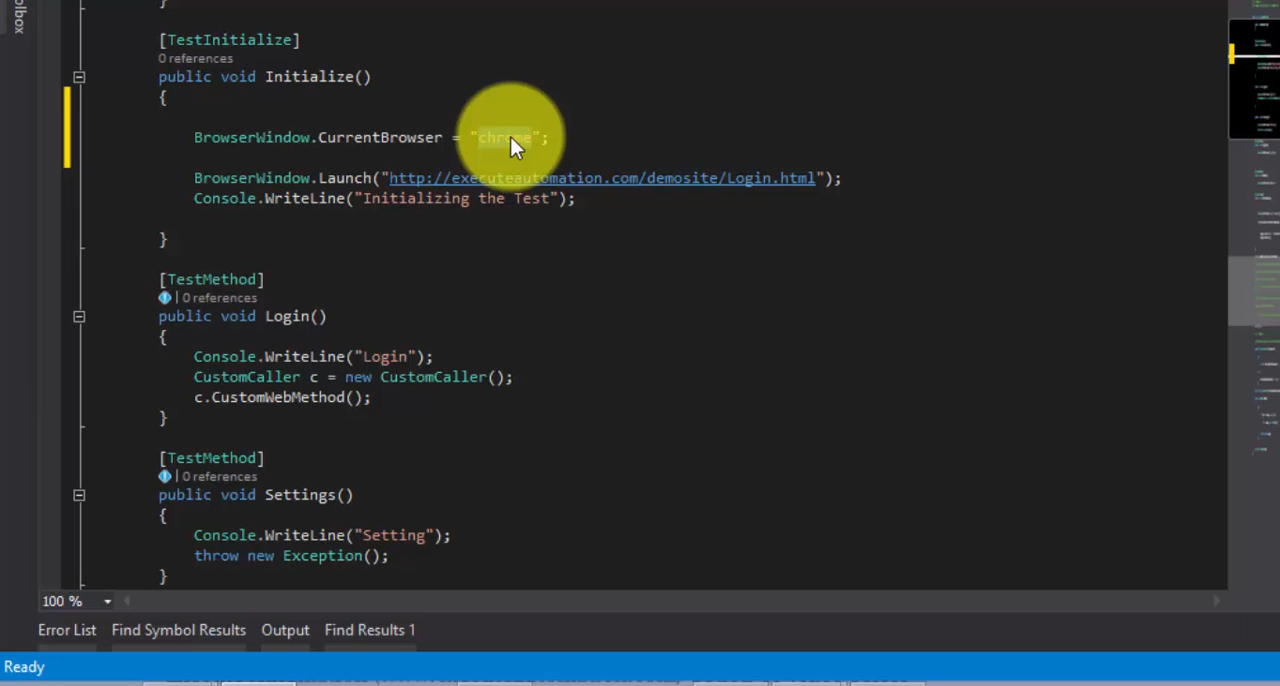 olbox
}
[TestInitialize]
0 references
public void Initialize()
{
BrowserWindow.CurrentBrowser = "chrome";
BrowserWindow.Launch("http://executeautomation.com/demosite/Login.html");
Console.WriteLine("Initializing the Test");
}
[TestMethod]
| 0 references
public void Login()
{
Console.WriteLine("Login");
CustomCaller c = new CustomCaller();
c.CustomWebMethod();
}
[TestMethod]
| 0 references
public void Settings()
{
Console.WriteLine("Setting");
throw new Exception();
}
100 %
Error List Find Symbol Results Output Find Results 1
Ready